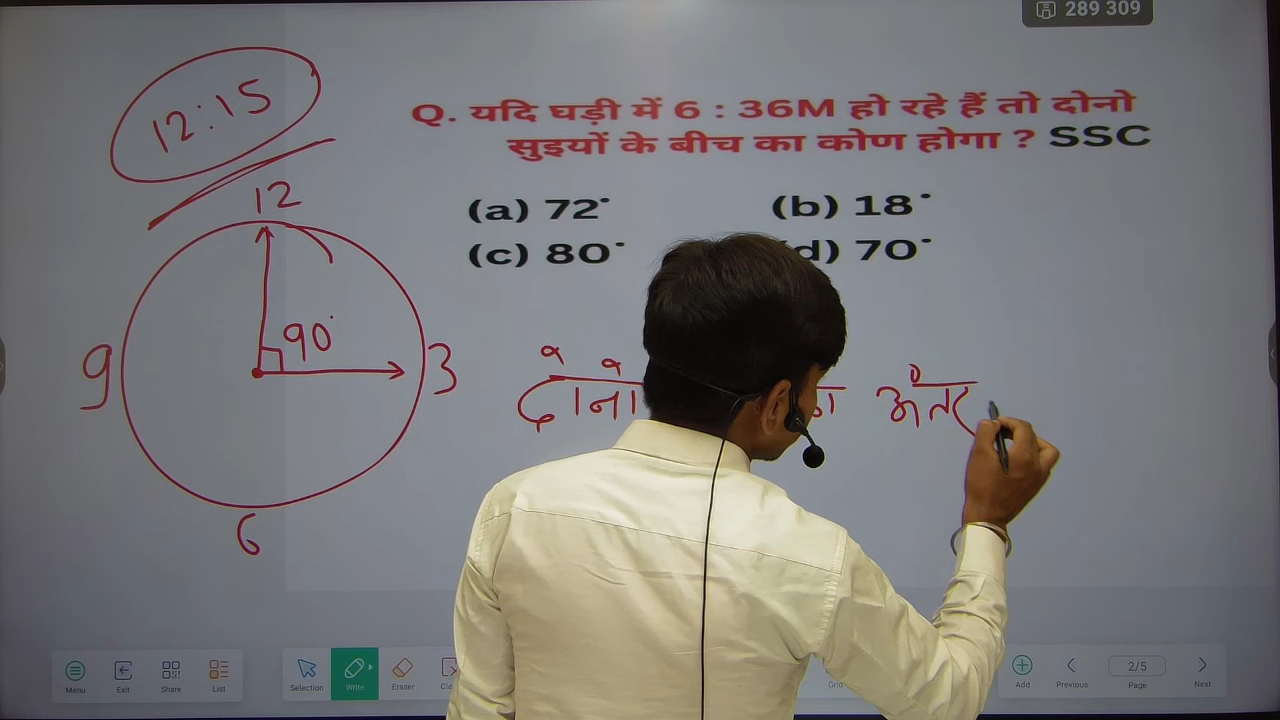 289 309
12:15
Q. यदि घड़ी में 6 : 36M हो रहे हैं तो दोनो
सुइयों के बीच का कोण होगा ? SSC
(a) 72° (b) 18°
(c) 80° d) 70°
12
90°
9
3
6
दोनों का अंतर
Menu Exit Share List Selection Write Eraser Add Previous 2/5 Page Next